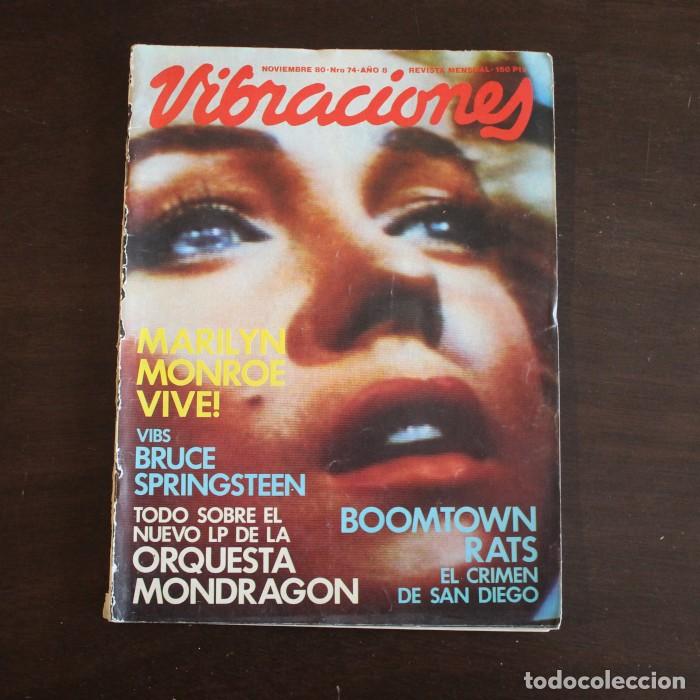 NOVIEMBRE 80 · Nro 74 · AÑO 8 REVISTA MENSUAL · 150 Pts
Vibraciones
MARILYN
MONROE
VIVE!
VIBS
BRUCE
SPRINGSTEEN
TODO SOBRE EL
NUEVO LP DE LA
ORQUESTA
MONDRAGON
BOOMTOWN
RATS
EL CRIMEN
DE SAN DIEGO
todocoleccion